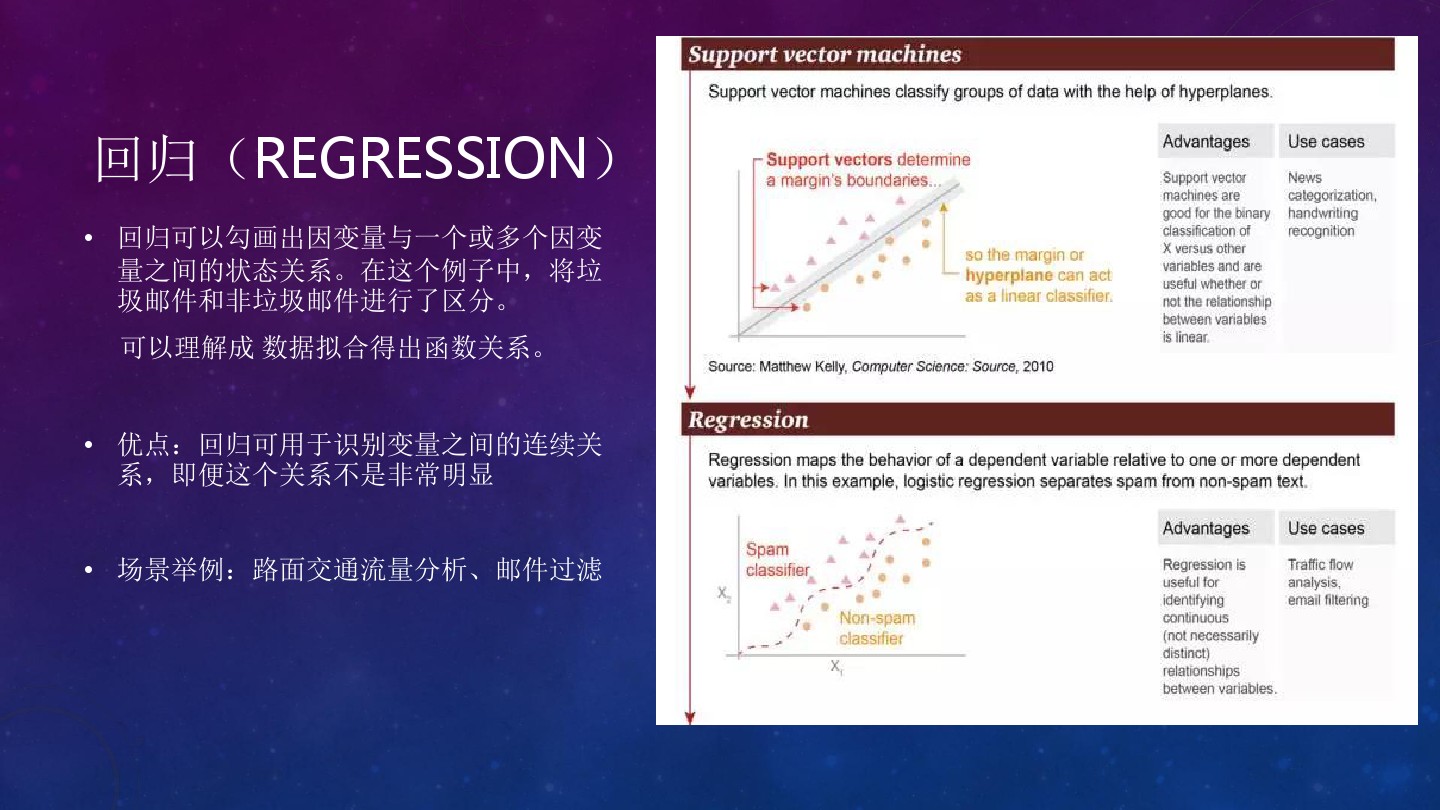 回归（REGRESSION）
• 回归可以勾画出因变量与一个或多个因变
量之间的状态关系。在这个例子中，将垃
圾邮件和非垃圾邮件进行了区分。
可以理解成 数据拟合得出函数关系。
• 优点：回归可用于识别变量之间的连续关
系，即便这个关系不是非常明显
• 场景举例：路面交通流量分析、邮件过滤
Support vector machines
Support vector machines classify groups of data with the help of hyperplanes.
Support vectors determine
a margin's boundaries...
so the margin or
hyperplane can act
as a linear classifier.
Advantages
Support vector
machines are
good for the binary
classification of
X versus other
variables and are
useful whether or
not the relationship
between variables
is linear.
Use cases
News
categorization,
handwriting
recognition
Source: Matthew Kelly, Computer Science: Source, 2010
Regression
Regression maps the behavior of a dependent variable relative to one or more dependent
variables. In this example, logistic regression separates spam from non-spam text.
Spam
classifier
X2
Non-spam
classifier
X1
Advantages
Regression is
useful for
identifying
continuous
(not necessarily
distinct)
relationships
between variables.
Use cases
Traffic flow
analysis,
email filtering